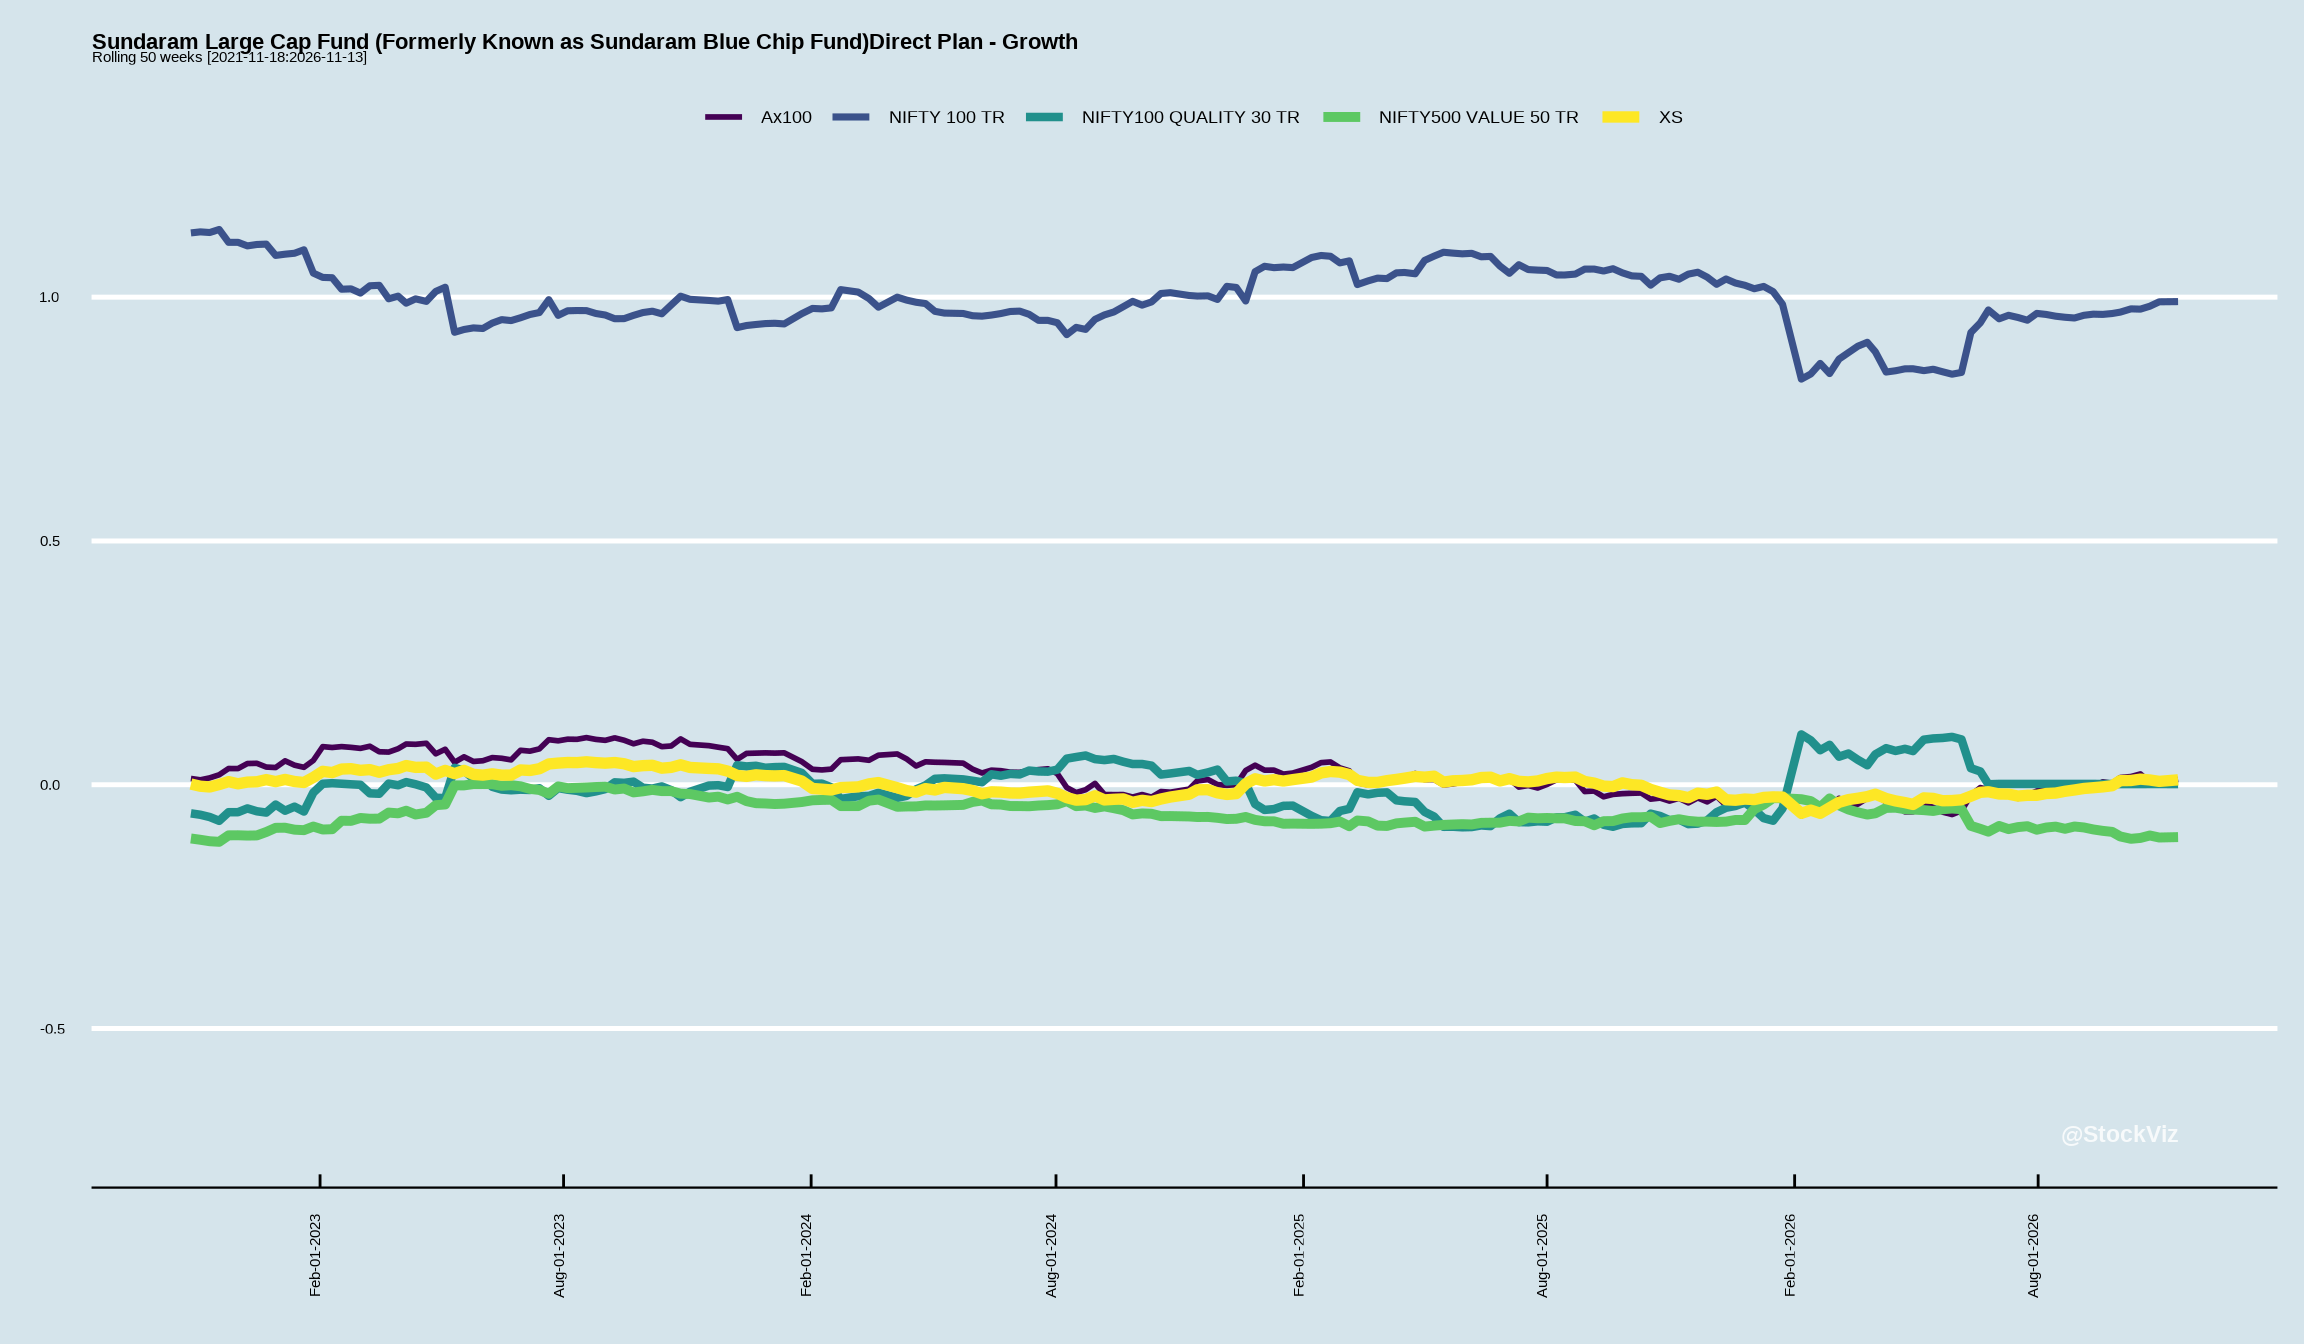 Sundaram Large Cap Fund (Formerly Known as Sundaram Blue Chip Fund)Direct Plan - Growth
Rolling 50 weeks [2021-11-18:2026-11-13]
Ax100 NIFTY 100 TR NIFTY100 QUALITY 30 TR NIFTY500 VALUE 50 TR XS
1.0
0.5
0.0
-0.5
@StockViz
Feb-01-2023
Aug-01-2023
Feb-01-2024
Aug-01-2024
Feb-01-2025
Aug-01-2025
Feb-01-2026
Aug-01-2026